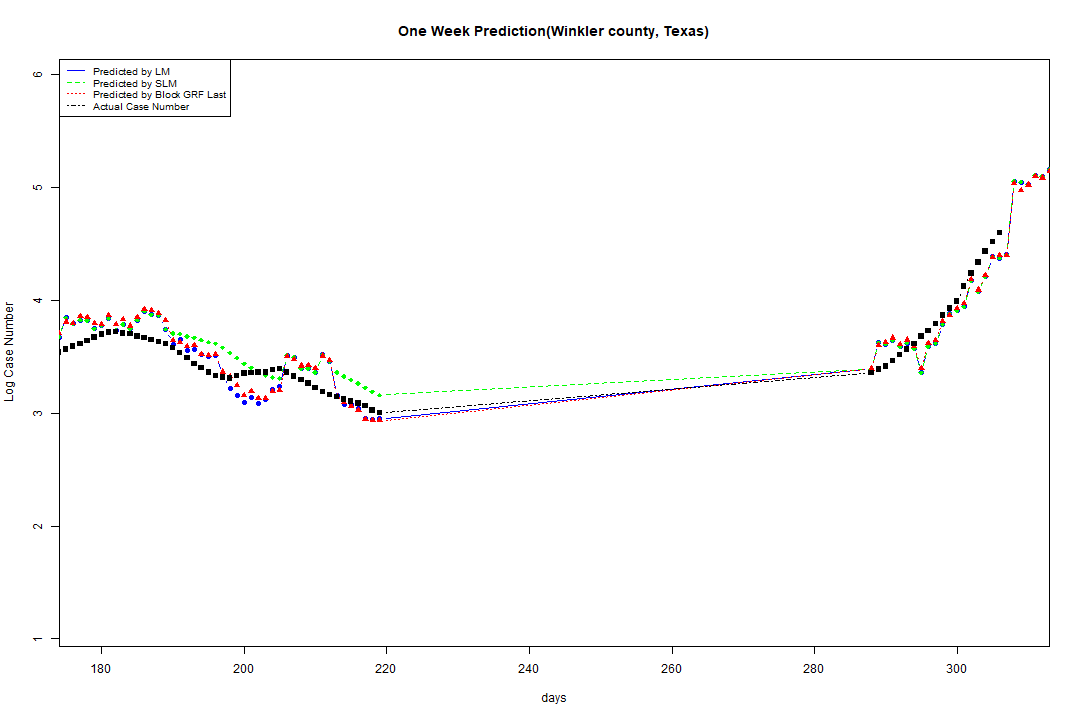 One Week Prediction(Winkler county, Texas)
Predicted by LM
Predicted by SLM
Predicted by Block GRF Last
Actual Case Number
6
5
4
3
2
1
Log Case Number
180 200 220 240 260 280 300
days